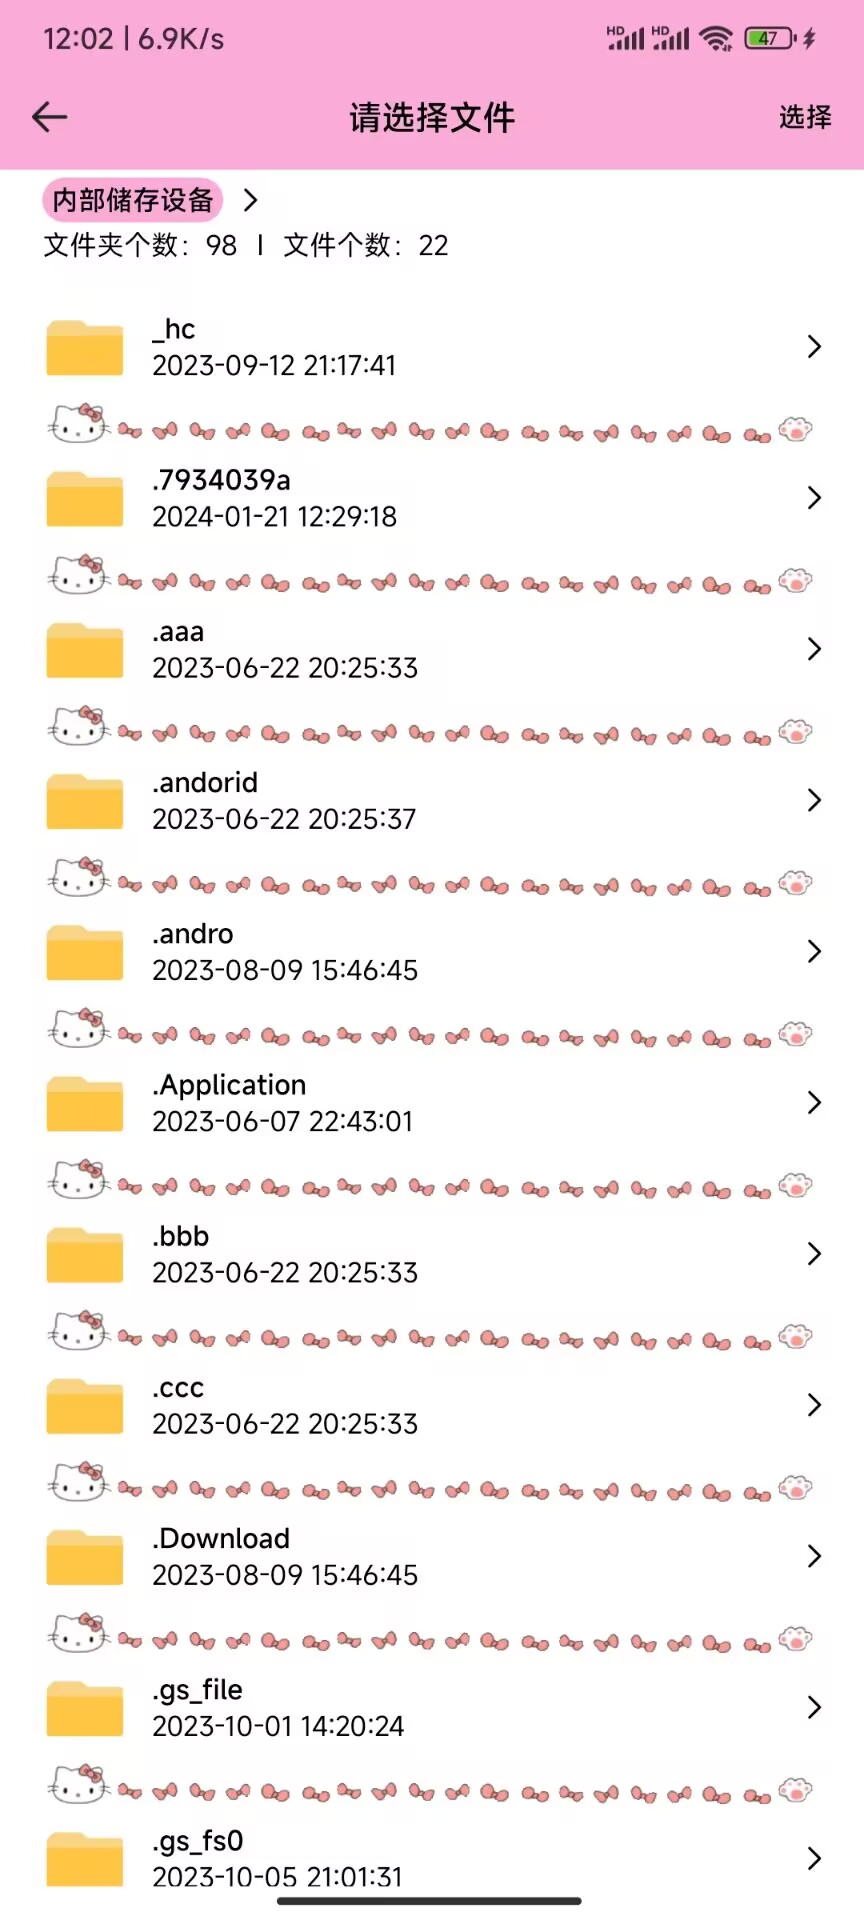 12:02 | 6.9K/s HD HD 47
请选择文件 选择
内部储存设备
文件夹个数：98 | 文件个数：22
_hc
2023-09-12 21:17:41
.7934039a
2024-01-21 12:29:18
.aaa
2023-06-22 20:25:33
.andorid
2023-06-22 20:25:37
.andro
2023-08-09 15:46:45
.Application
2023-06-07 22:43:01
.bbb
2023-06-22 20:25:33
.ccc
2023-06-22 20:25:33
.Download
2023-08-09 15:46:45
.gs_file
2023-10-01 14:20:24
.gs_fs0
2023-10-05 21:01:31